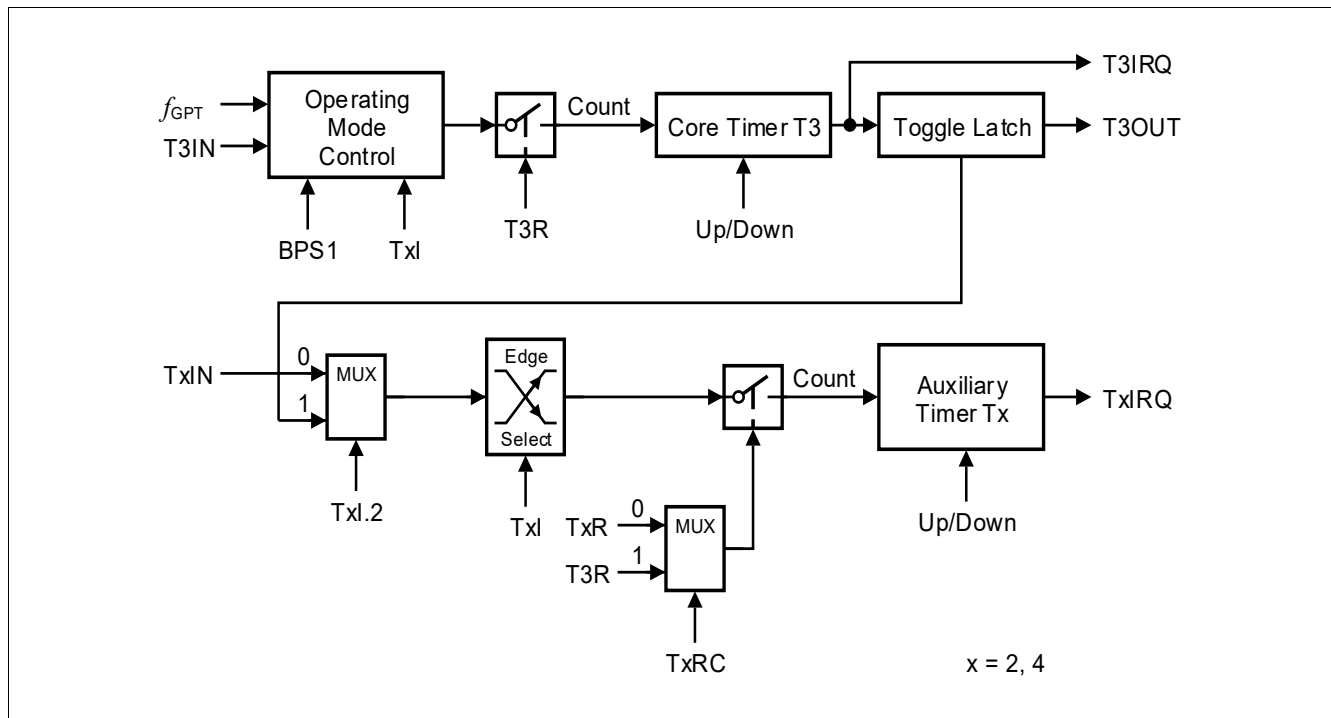 T3IRQ
fGPT
Operating
Mode
Control
Count
Core Timer T3
Toggle Latch
T3OUT
T3IN
BPS1
TxI
T3R
Up/Down
TxIN
0
1
MUX
TxI.2
Edge
Select
TxI
Count
Auxiliary
Timer Tx
TxIRQ
Up/Down
TxR
0
T3R
1
MUX
TxRC
x = 2, 4